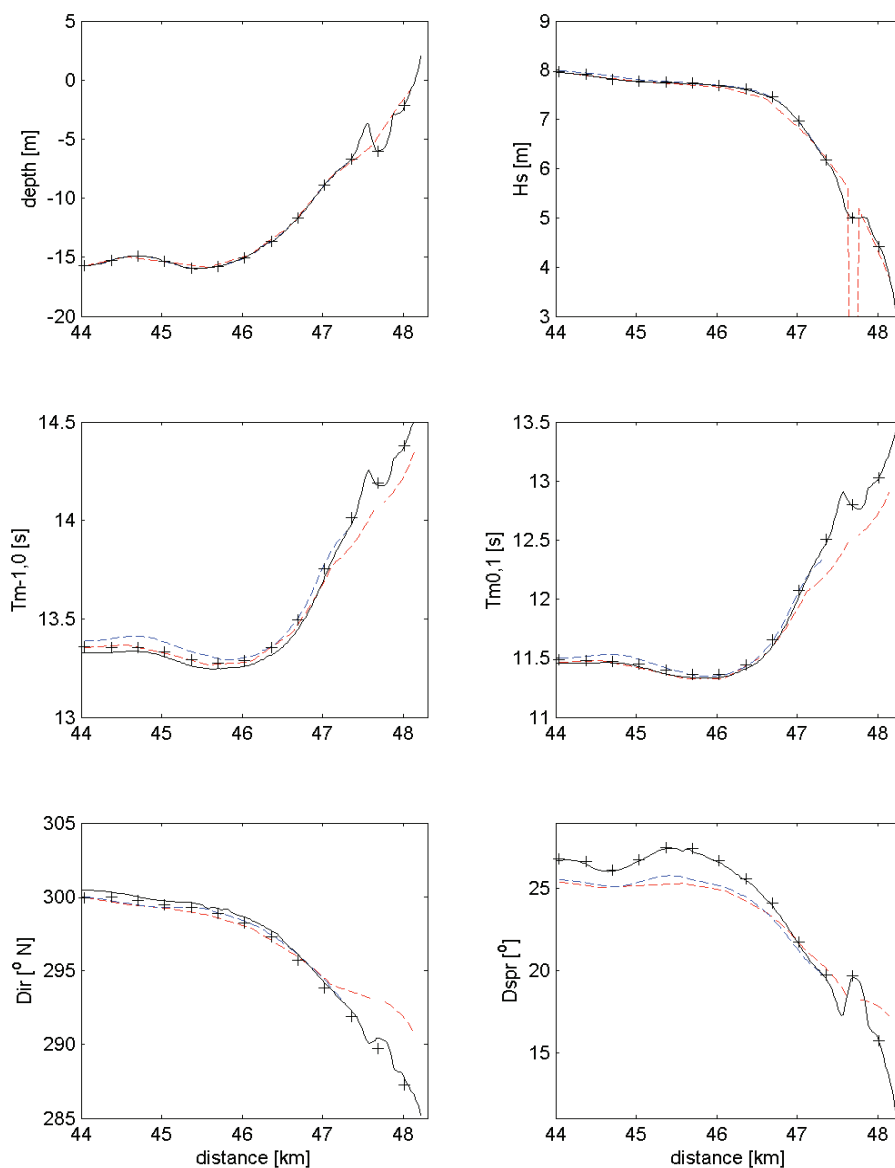 5
0
-5
-10
-15
-20
depth [m]
44 45 46 47 48
9
8
7
6
5
4
3
Hs [m]
44 45 46 47 48
14.5
14
13.5
13
Tm-1,0 [s]
44 45 46 47 48
13.5
13
12.5
12
11.5
11
Tm0,1 [s]
44 45 46 47 48
305
300
295
290
285
Dir [° N]
44 45 46 47 48
distance [km]
25
20
15
Dspr [°]
44 45 46 47 48
distance [km]